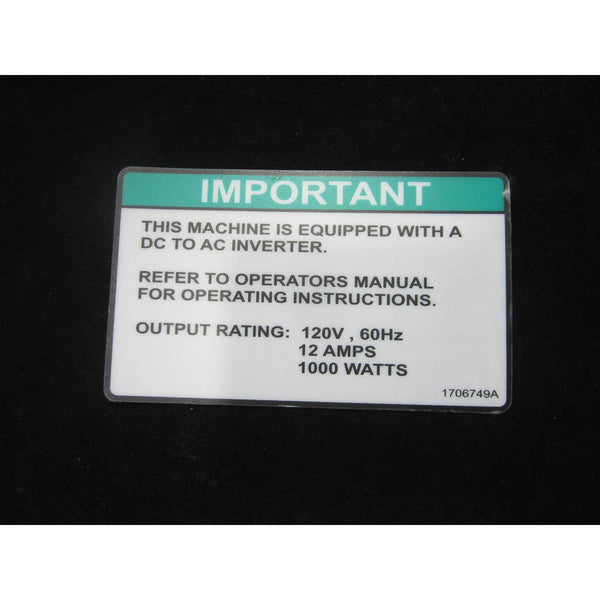 IMPORTANT
THIS MACHINE IS EQUIPPED WITH A
DC TO AC INVERTER.
REFER TO OPERATORS MANUAL
FOR OPERATING INSTRUCTIONS.
OUTPUT RATING: 120V , 60Hz
12 AMPS
1000 WATTS
1706749A